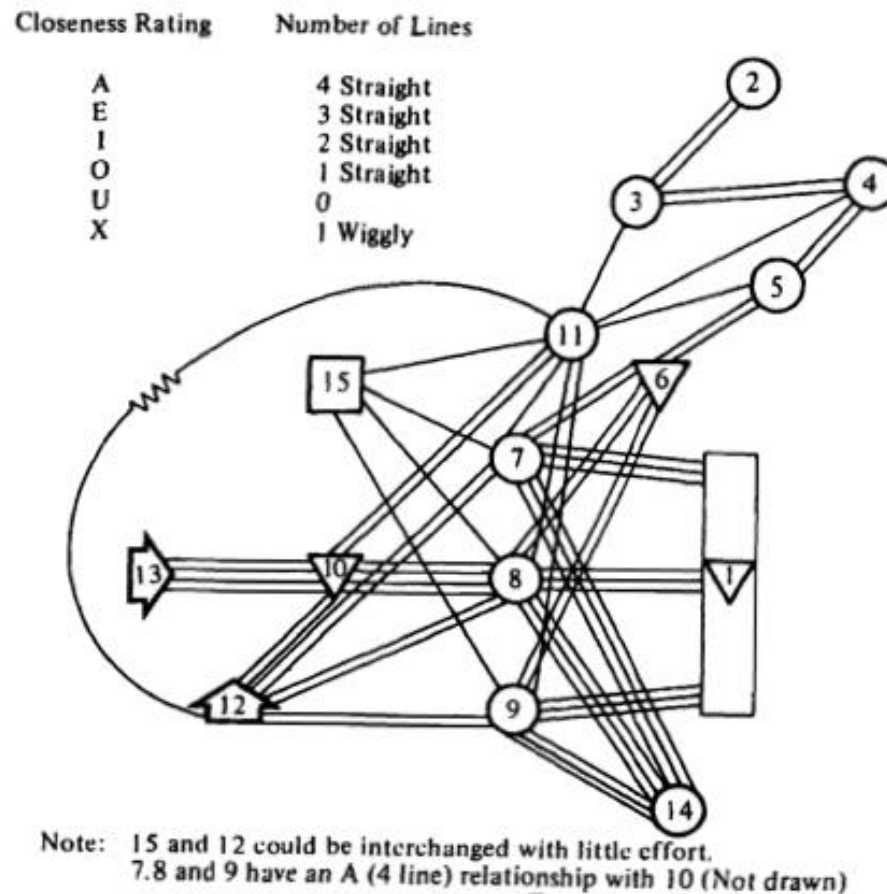 Closeness Rating Number of Lines
A 4 Straight
E 3 Straight
I 2 Straight
O 1 Straight
U 0
X 1 Wiggly
2
4
3
5
11
15
6
7
13
10
8
1
12
9
14
Note: 15 and 12 could be interchanged with little effort.
7.8 and 9 have an A (4 line) relationship with 10 (Not drawn)